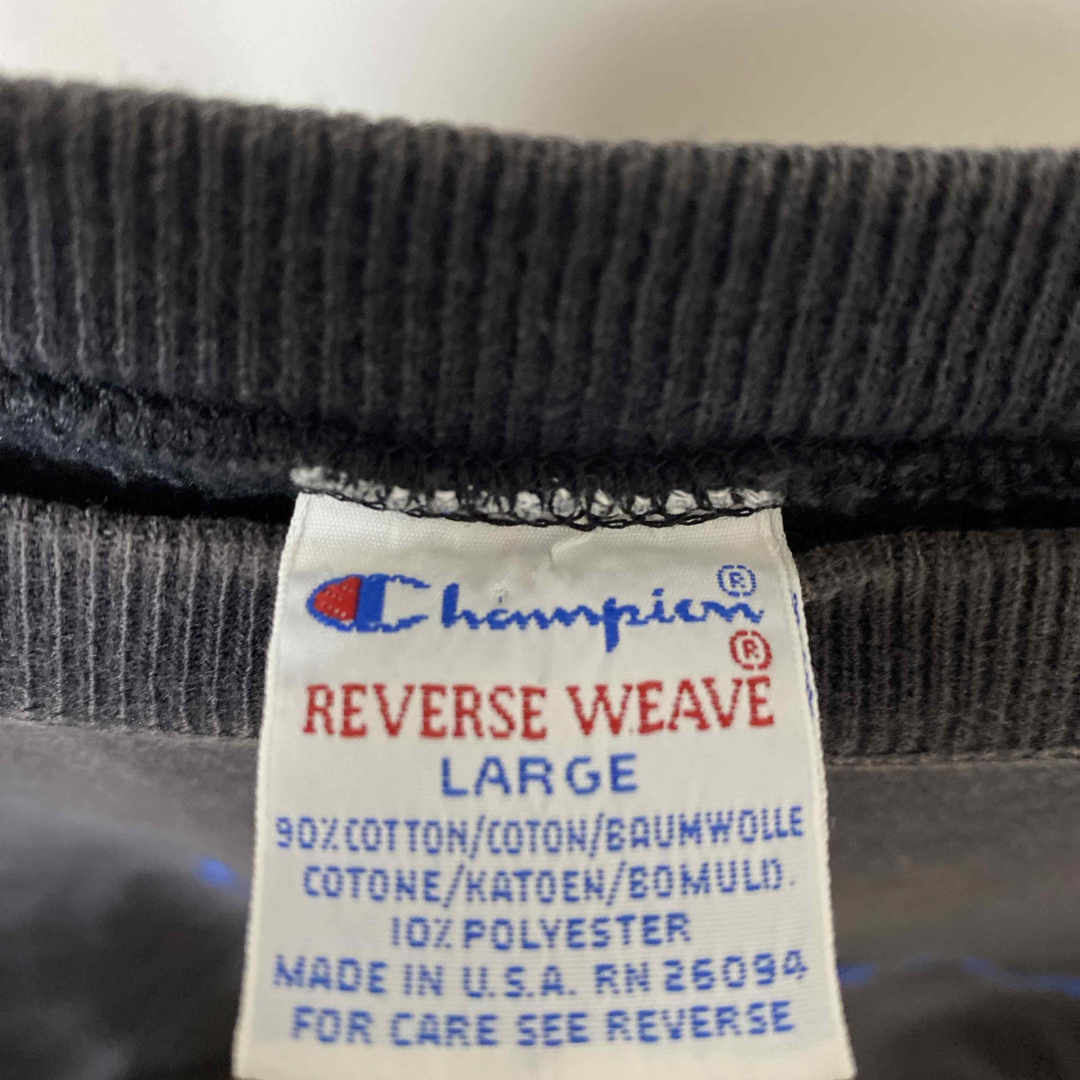 Champion®
REVERSE WEAVE®
LARGE
90% COTTON/COTON/BAUMWOLLE
COTONE/KATOEN/BOMULD.
10% POLYESTER
MADE IN U.S.A. RN 26094
FOR CARE SEE REVERSE